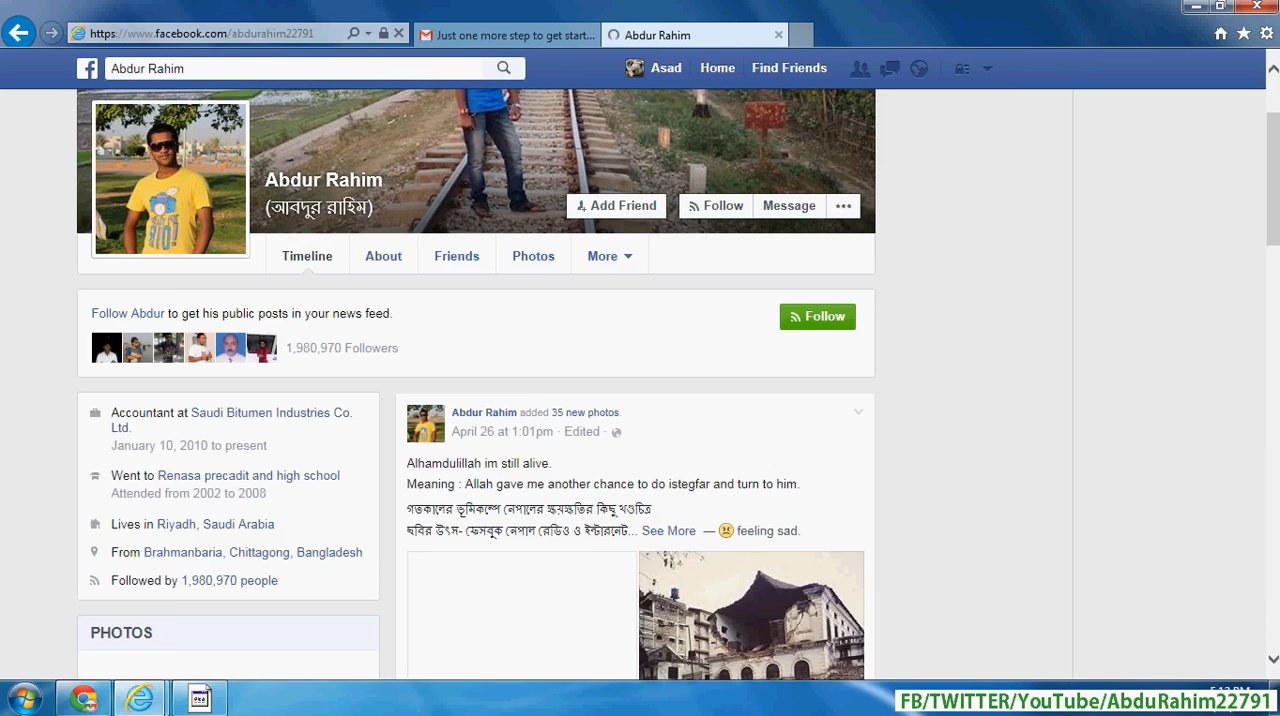 https://www.facebook.com/abdurahim22791
Just one more step to get start...
Abdur Rahim
Abdur Rahim
Asad
Home
Find Friends
Abdur Rahim
(আবদুর রাহিম)
Add Friend
Follow
Message
Timeline
About
Friends
Photos
More
Follow Abdur to get his public posts in your news feed.
Follow
1,980,970 Followers
Accountant at Saudi Bitumen Industries Co.
Ltd.
January 10, 2010 to present
Went to Renasa precadit and high school
Attended from 2002 to 2008
Lives in Riyadh, Saudi Arabia
From Brahmanbaria, Chittagong, Bangladesh
Followed by 1,980,970 people
PHOTOS
Abdur Rahim added 35 new photos.
April 26 at 1:01pm · Edited ·
Alhamdulillah im still alive.
Meaning : Allah gave me another chance to do istegfar and turn to him.
গতকালের ভূমিকম্পে নেপালের ক্ষয়ক্ষতির কিছু খণ্ডচিত্র
ছবির উৎস- ফেসবুক নেপাল রেডিও ও ইন্টারনেট... See More — feeling sad.
FB/TWITTER/YouTube/AbduRahim22791